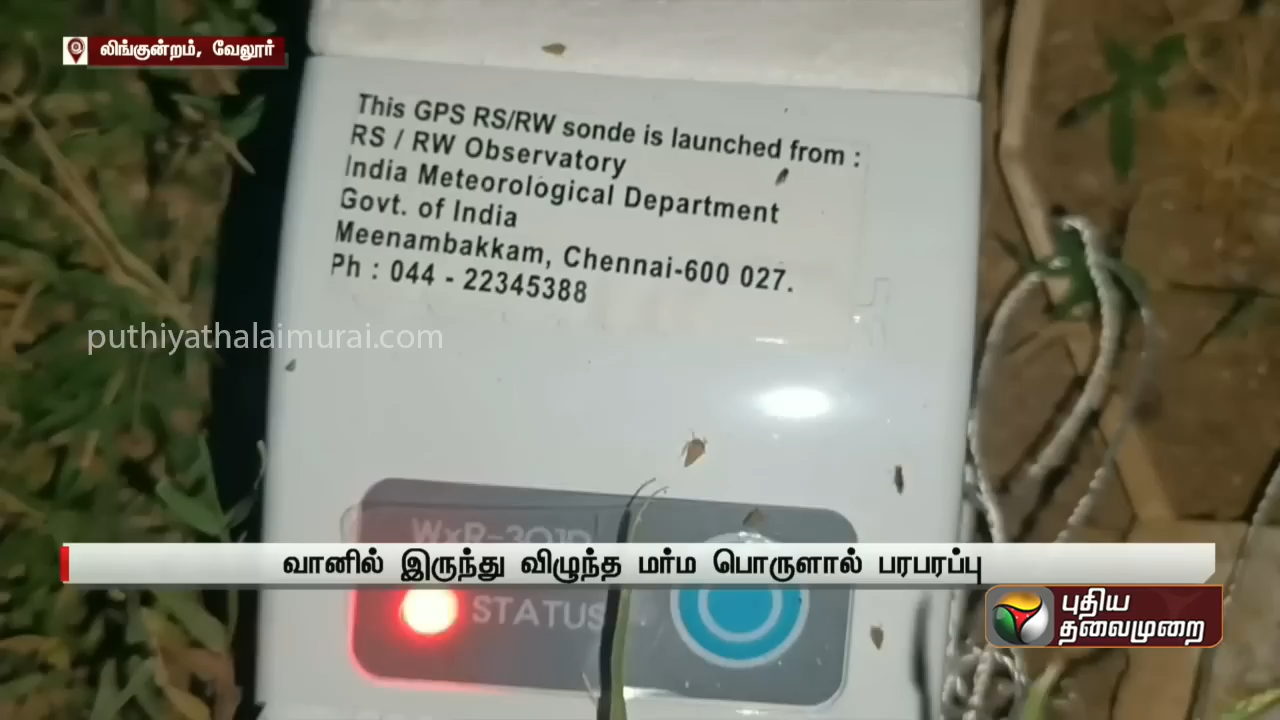 லிங்குன்றம், வேலூர்
This GPS RS/RW sonde is launched from :
RS / RW Observatory
India Meteorological Department
Govt. of India
Meenambakkam, Chennai-600 027.
Ph : 044 - 22345388
puthiyathalaimurai.com
வானில் இருந்து விழுந்த மர்ம பொருளால் பரபரப்பு
STATUS
புதிய
தலைமுறை